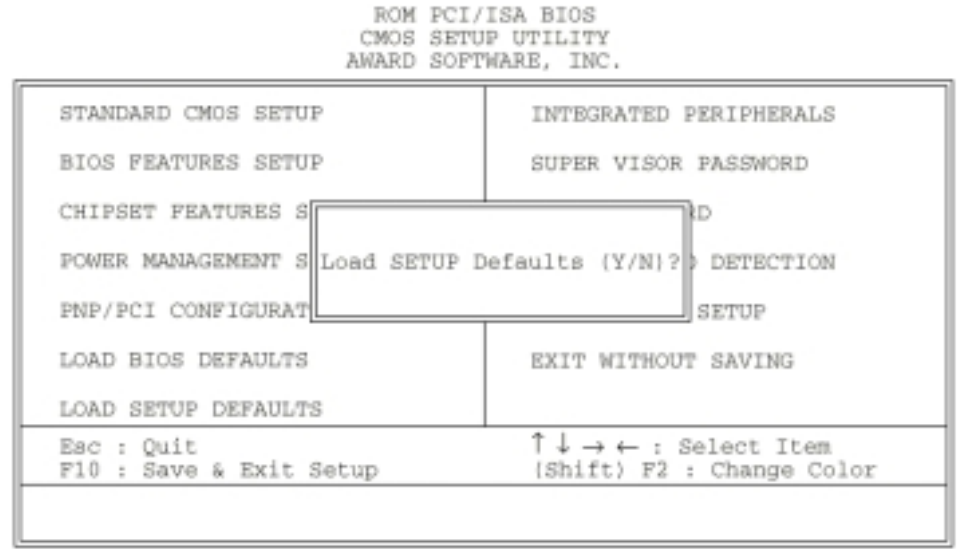 ROM PCI/ISA BIOS
CMOS SETUP UTILITY
AWARD SOFTWARE, INC.
STANDARD CMOS SETUP
INTEGRATED PERIPHERALS
BIOS FEATURES SETUP
SUPER VISOR PASSWORD
CHIPSET FEATURES S
RD
POWER MANAGEMENT S
Load SETUP Defaults (Y/N)?
DETECTION
PNP/PCI CONFIGURAT
SETUP
LOAD BIOS DEFAULTS
EXIT WITHOUT SAVING
LOAD SETUP DEFAULTS
Esc : Quit
↑ ↓ → ← : Select Item
F10 : Save & Exit Setup
(Shift) F2 : Change Color